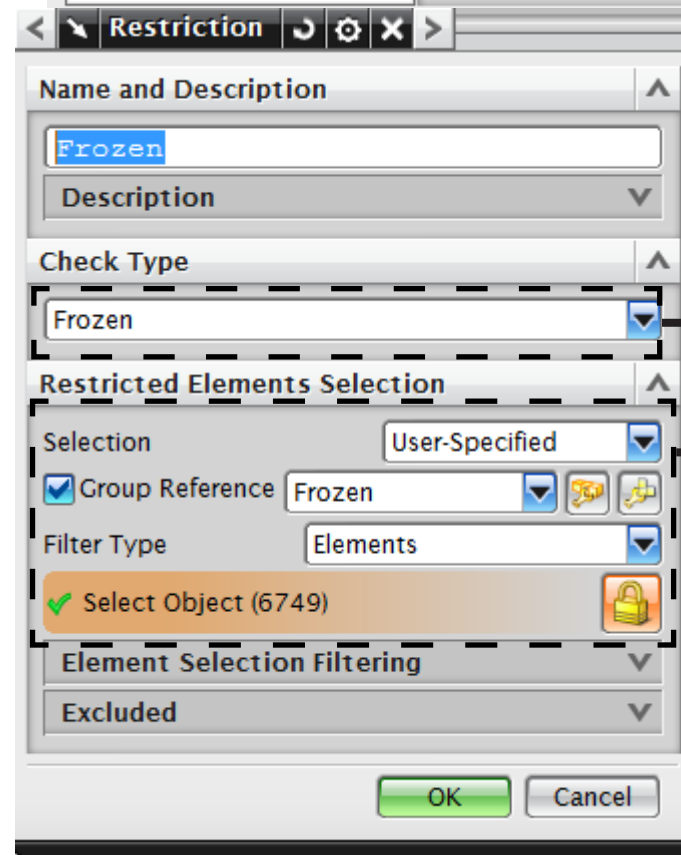 Restriction
Name and Description
Frozen
Description
Check Type
Frozen
Restricted Elements Selection
Selection User-Specified
Group Reference Frozen
Filter Type Elements
Select Object (6749)
Element Selection Filtering
Excluded
OK Cancel